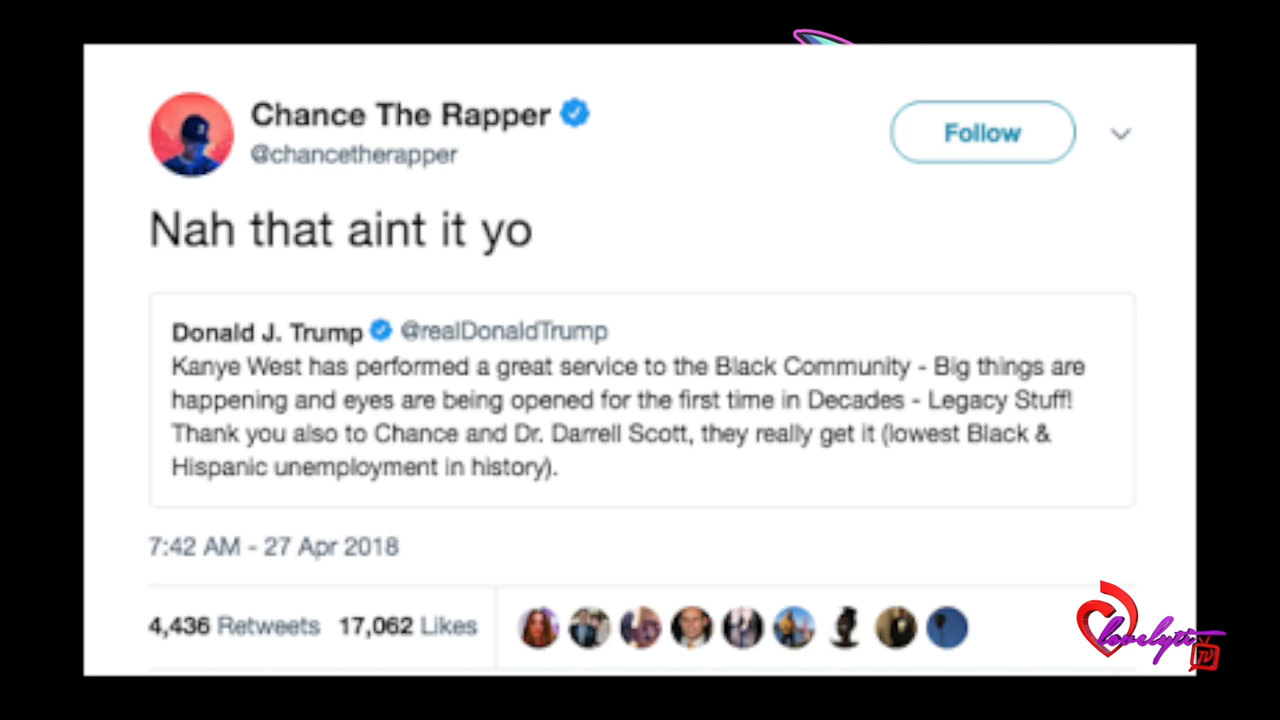 Chance The Rapper
@chancetherapper
Follow
Nah that aint it yo
Donald J. Trump @realDonaldTrump
Kanye West has performed a great service to the Black Community - Big things are
happening and eyes are being opened for the first time in Decades - Legacy Stuff!
Thank you also to Chance and Dr. Darrell Scott, they really get it (lowest Black &
Hispanic unemployment in history).
7:42 AM - 27 Apr 2018
4,436 Retweets 17,062 Likes
lovelyti
TV